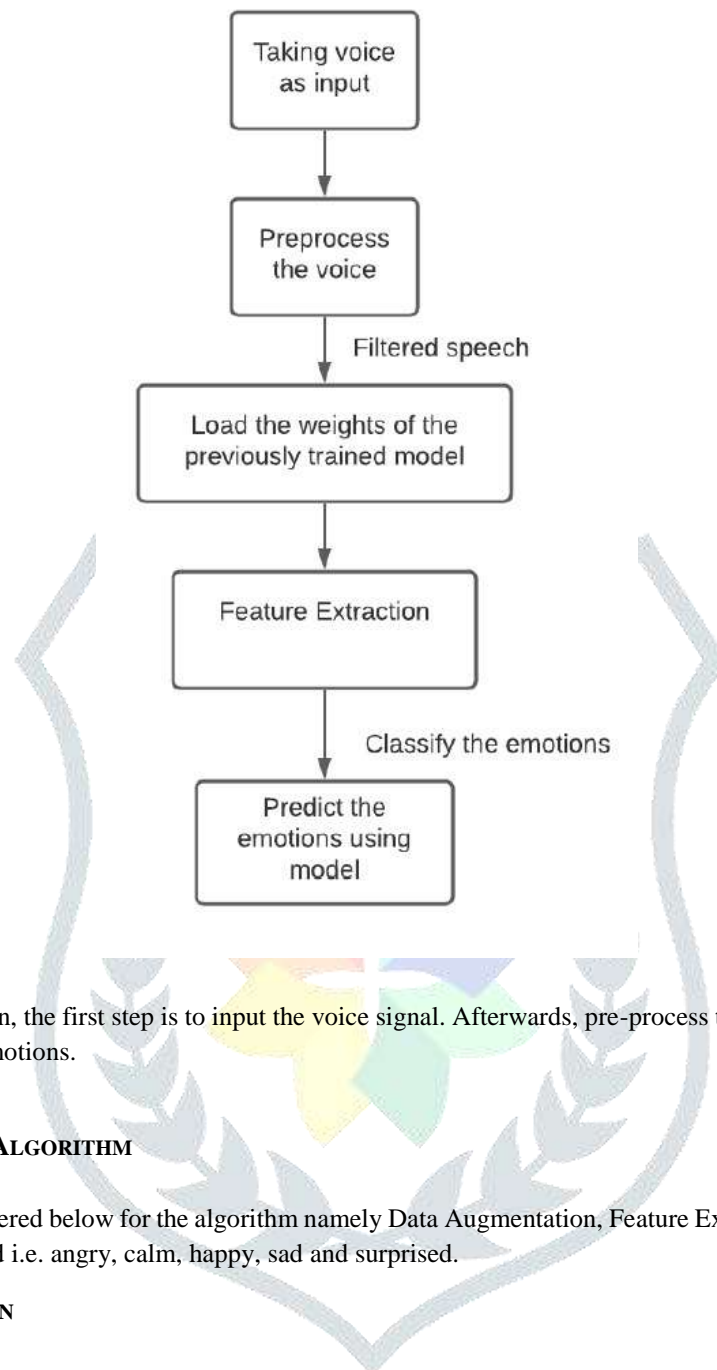 Taking voice
as input
Preprocess
the voice
Filtered speech
Load the weights of the
previously trained model
Feature Extraction
Classify the emotions
Predict the
emotions using
model
n, the first step is to input the voice signal. Afterwards, pre-process
motions.
ALGORITHM
ered below for the algorithm namely Data Augmentation, Feature Ex
d i.e. angry, calm, happy, sad and surprised.
N